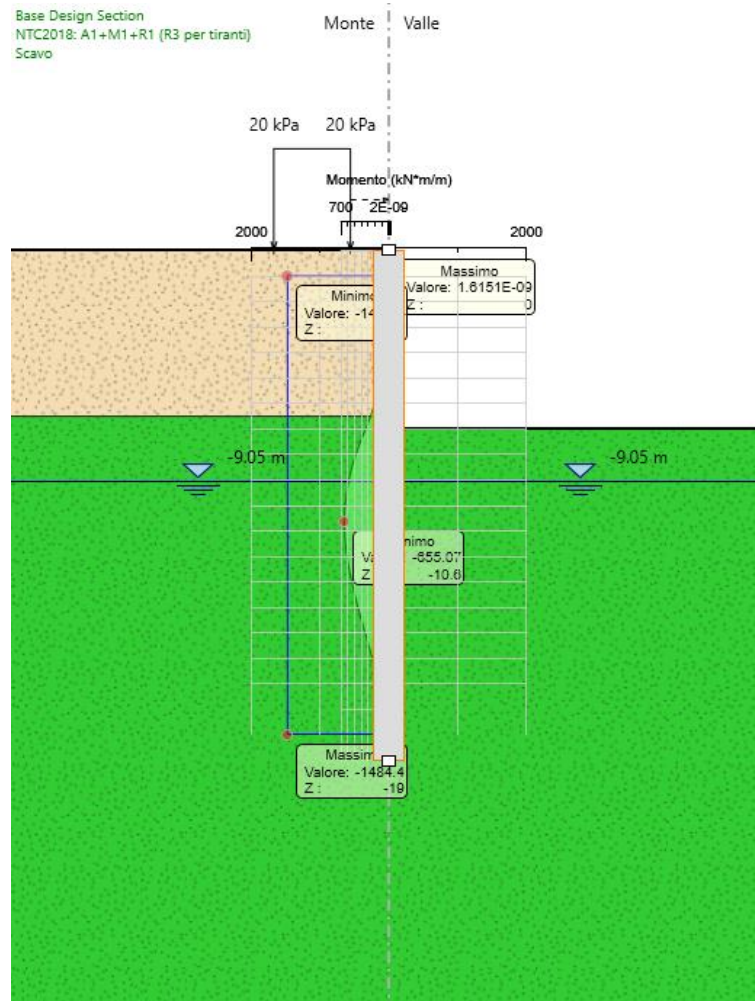 Base Design Section
NTC2018: A1+M1+R1 (R3 per tiranti)
Scavo
Monte Valle
20 kPa 20 kPa
Momento (kN*m/m)
700 2E-09
2000 2000
Massimo
Valore: 1.6151E-09
Z : 0
Valore:
Z :
-9.05 m -9.05 m
-655.07
Z -10.6
Valore: -1484.4
Z : -19